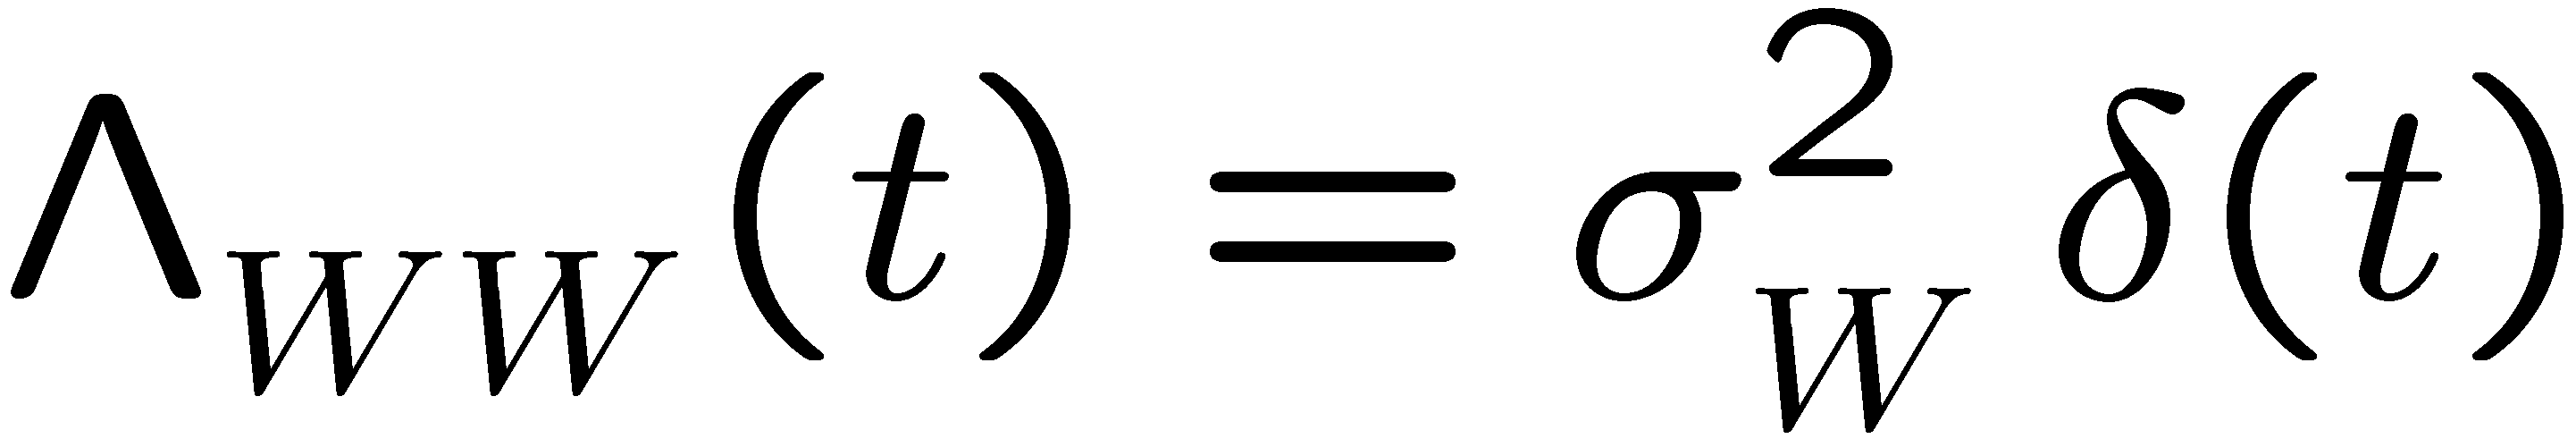 Λ_{WW}(t) = σ_W^2 δ(t)